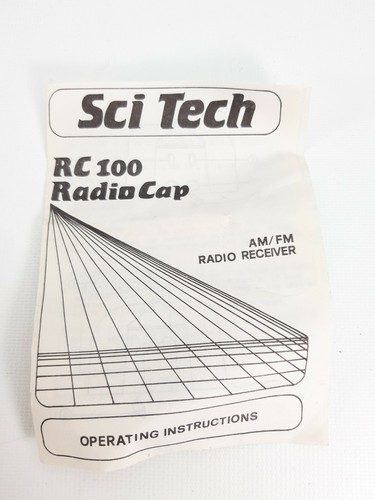 Sci Tech
RC 100
Radio Cap
AM/FM
RADIO RECEIVER
OPERATING INSTRUCTIONS